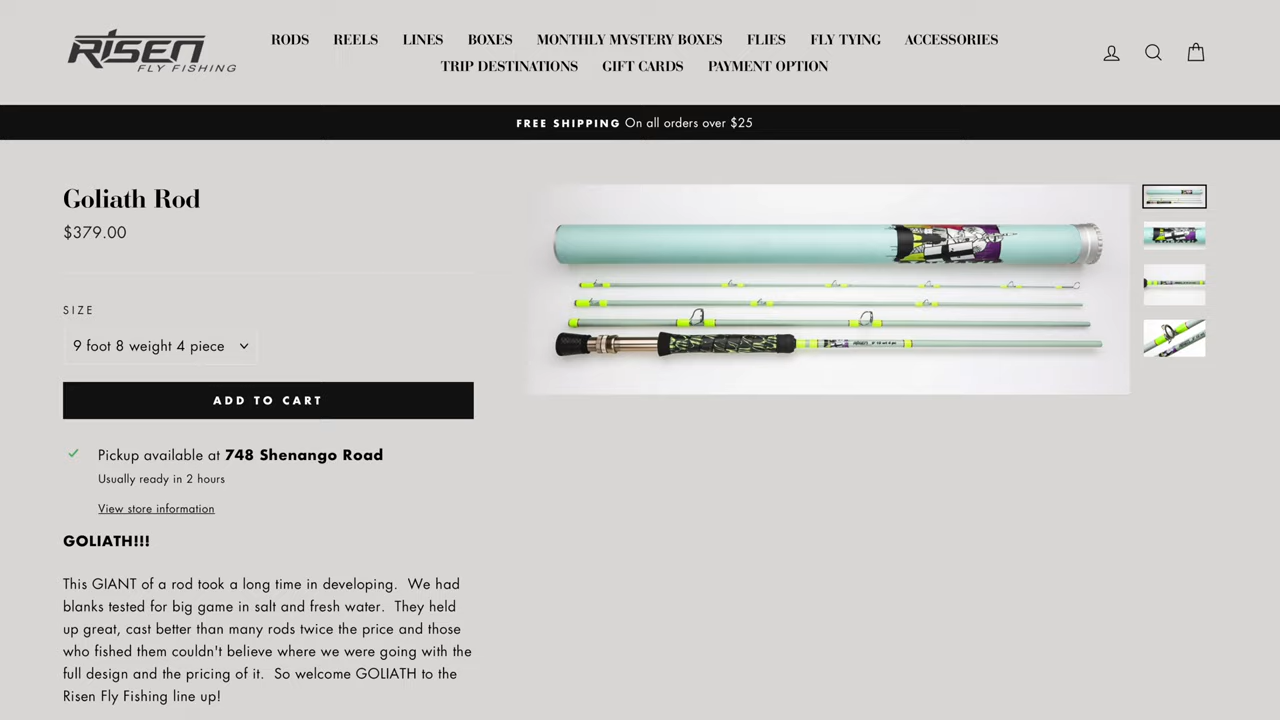 RISEN
FLY FISHING
RODS REELS LINES BOXES MONTHLY MYSTERY BOXES FLIES FLY TYING ACCESSORIES
TRIP DESTINATIONS GIFT CARDS PAYMENT OPTION
FREE SHIPPING On all orders over $25
Goliath Rod
$379.00
SIZE
9 foot 8 weight 4 piece
ADD TO CART
Pickup available at 748 Shenango Road
Usually ready in 2 hours
View store information
GOLIATH!!!
This GIANT of a rod took a long time in developing. We had
blanks tested for big game in salt and fresh water. They held
up great, cast better than many rods twice the price and those
who fished them couldn't believe where we were going with the
full design and the pricing of it. So welcome GOLIATH to the
Risen Fly Fishing line up!